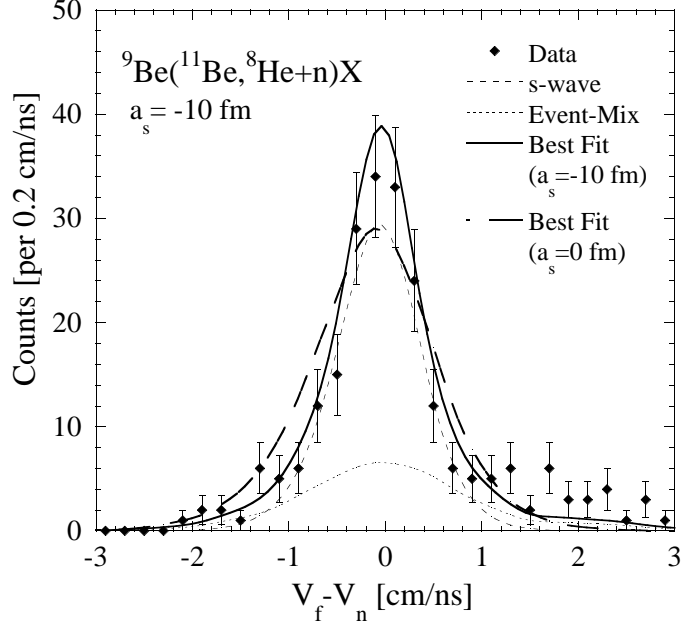 50
40
30
20
10
0
Counts [per 0.2 cm/ns]
⁹Be(¹¹Be,⁸He+n)X
aₛ = -10 fm
Data
s-wave
Event-Mix
Best Fit
(aₛ=-10 fm)
Best Fit
(aₛ=0 fm)
-3 -2 -1 0 1 2 3
V_f-V_n [cm/ns]